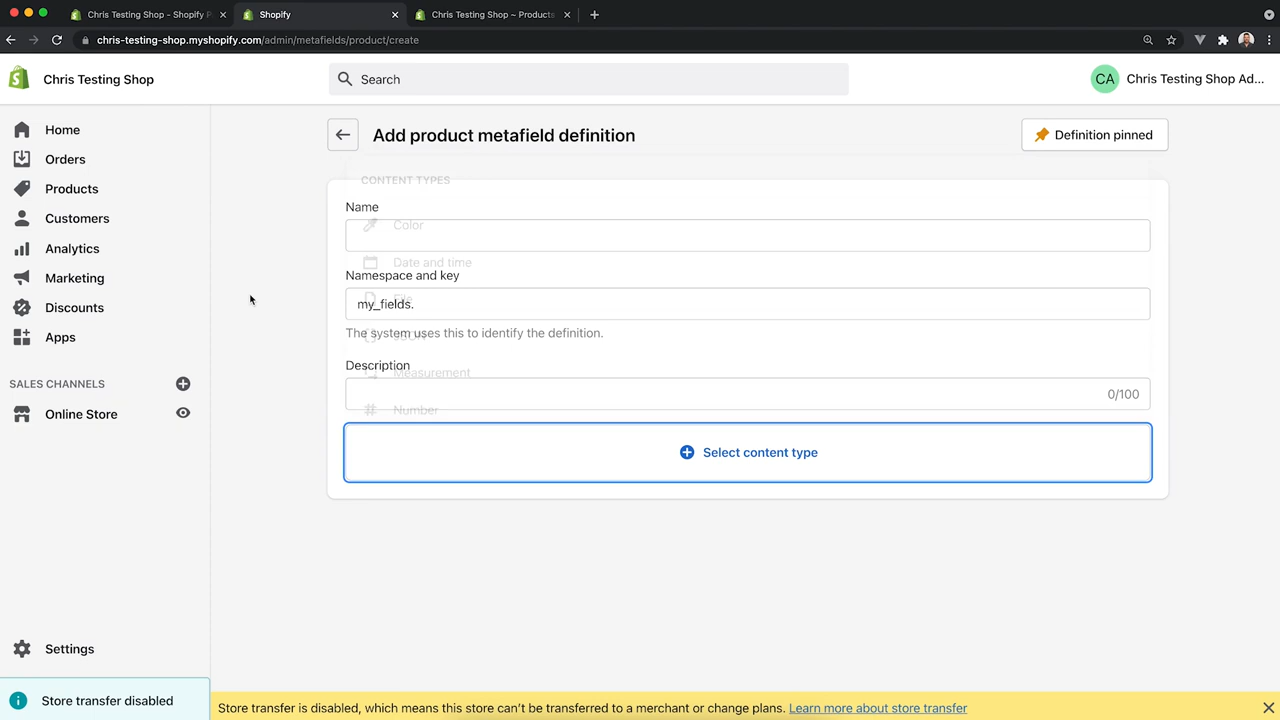 Chris Testing Shop - Shopify P
Shopify
Chris Testing Shop ~ Products
chris-testing-shop.myshopify.com/admin/metafields/product/create
Chris Testing Shop
Search
CA
Chris Testing Shop Ad...
Home
Orders
Products
Customers
Analytics
Marketing
Discounts
Apps
SALES CHANNELS
Online Store
Settings
Store transfer disabled
Add product metafield definition
Definition pinned
CONTENT TYPES
Name
Color
Date and time
Namespace and key
File
my_fields.
The system uses this to identify the definition.
JSON
Description
Measurement
0/100
Number
Select content type
Store transfer is disabled, which means this store can't be transferred to a merchant or change plans. Learn more about store transfer